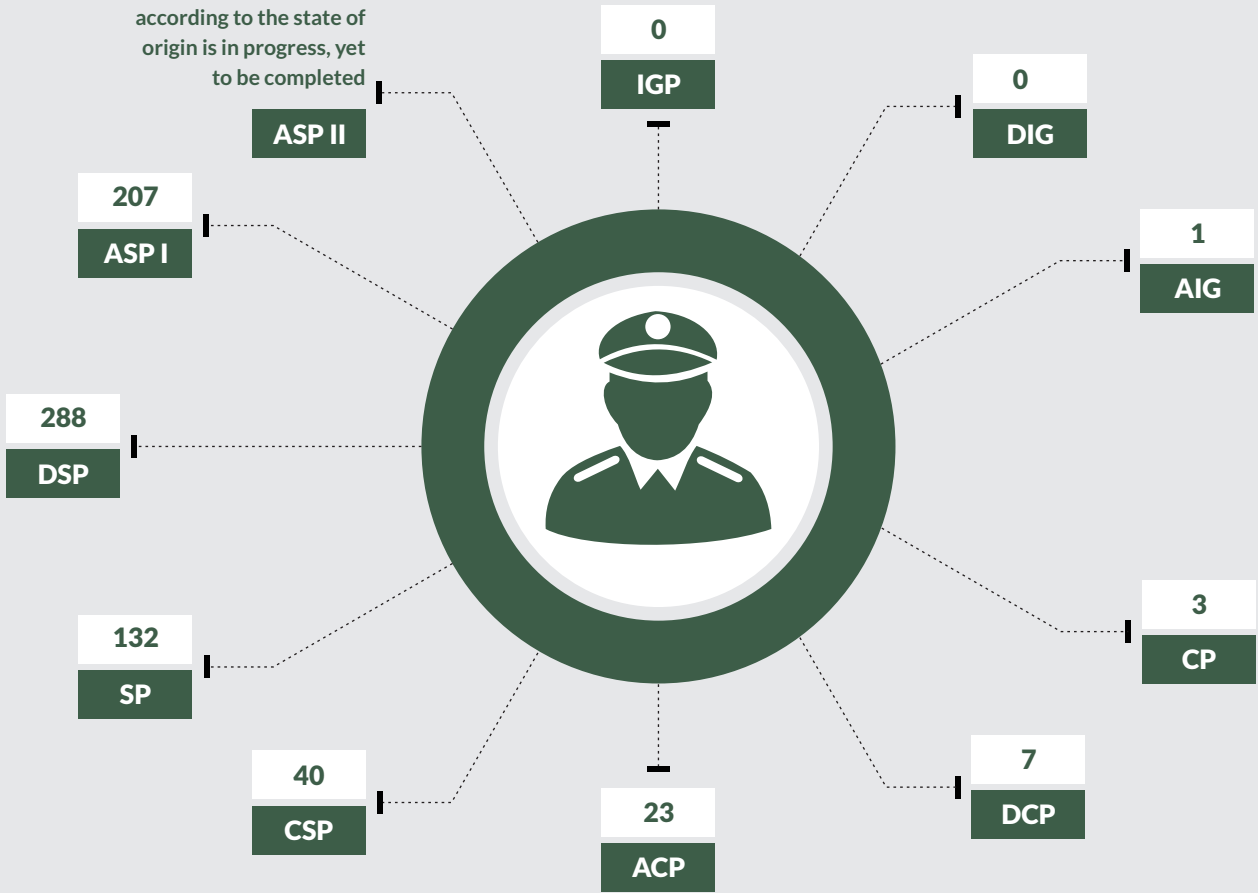 according to the state of
origin is in progress, yet
to be completed
ASP II
0
IGP
0
DIG
1
AIG
3
CP
7
DCP
23
ACP
40
CSP
132
SP
288
DSP
207
ASP I